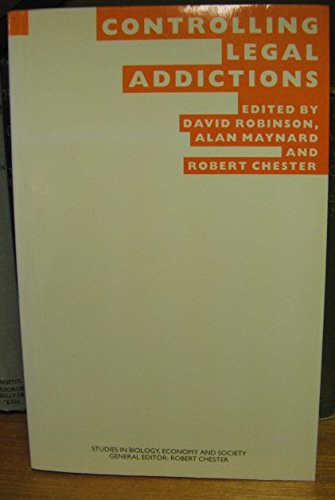 CONTROLLING
LEGAL
ADDICTIONS
EDITED BY
DAVID ROBINSON,
ALAN MAYNARD
AND
ROBERT CHESTER
STUDIES IN BIOLOGY, ECONOMY AND SOCIETY
GENERAL EDITOR: ROBERT CHESTER